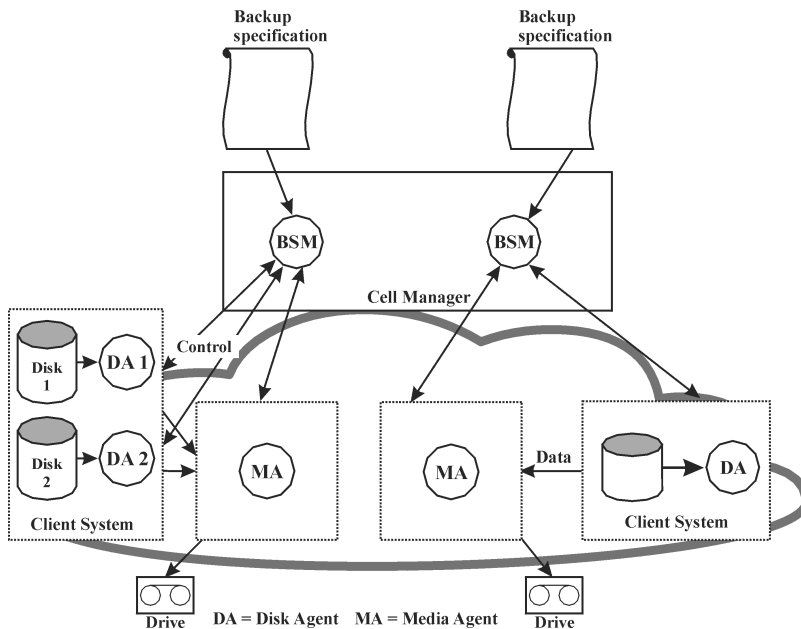 Backup
specification
Backup
specification
BSM
BSM
Cell Manager
Control
Disk
1
DA 1
Disk
2
DA 2
Client System
MA
MA
Data
DA
Client System
Drive
DA = Disk Agent
MA = Media Agent
Drive